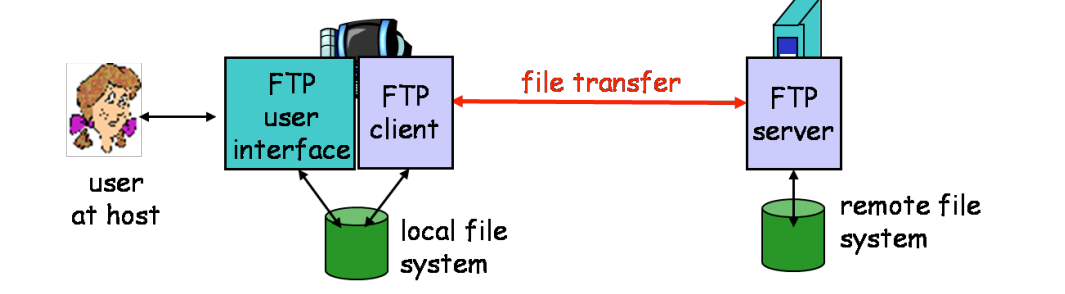 FTP
user
interface
FTP
client
file transfer
FTP
server
user
at host
local file
system
remote file
system